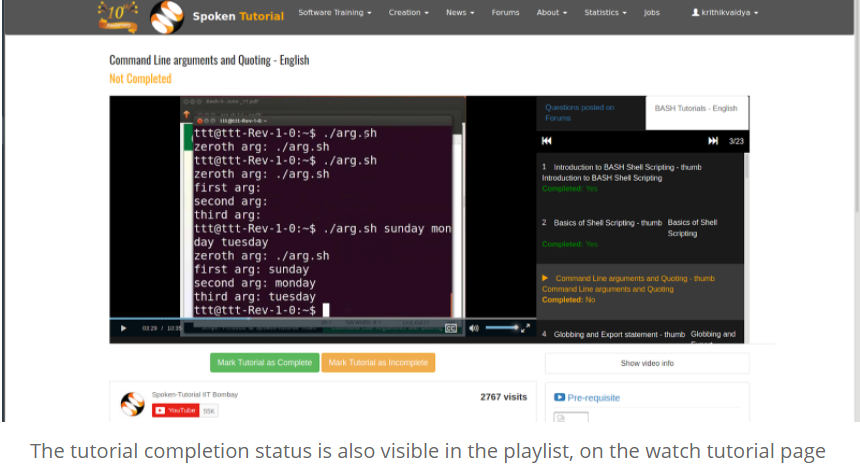 10
Spoken Tutorial
Software Training
Creation
News
Forums
About
Statistics
Jobs
krithikvaidya
Command Line arguments and Quoting - English
Not Completed
ttt@ttt-Rev-1-0: ~
ttt@ttt-Rev-1-0:~$ ./arg.sh
zeroth arg: ./arg.sh
ttt@ttt-Rev-1-0:~$ ./arg.sh
zeroth arg: ./arg.sh
first arg:
second arg:
third arg:
ttt@ttt-Rev-1-0:~$ ./arg.sh sunday mon
day tuesday
zeroth arg: ./arg.sh
first arg: sunday
second arg: monday
third arg: tuesday
ttt@ttt-Rev-1-0:~$
03:29 / 10:35
CC
Questions posted on
Forums
BASH Tutorials - English
3/23
1 Introduction to BASH Shell Scripting - thumb
Introduction to BASH Shell Scripting
Completed: Yes
2 Basics of Shell Scripting - thumb Basics of Shell
Scripting
Completed: Yes
Command Line arguments and Quoting - thumb
Command Line arguments and Quoting
Completed: No
4 Globbing and Export statement - thumb Globbing and
Mark Tutorial as Complete
Mark Tutorial as Incomplete
Show video info
Spoken-Tutorial IIT Bombay
YouTube 55K
2767 visits
Pre-requisite
The tutorial completion status is also visible in the playlist, on the watch tutorial page